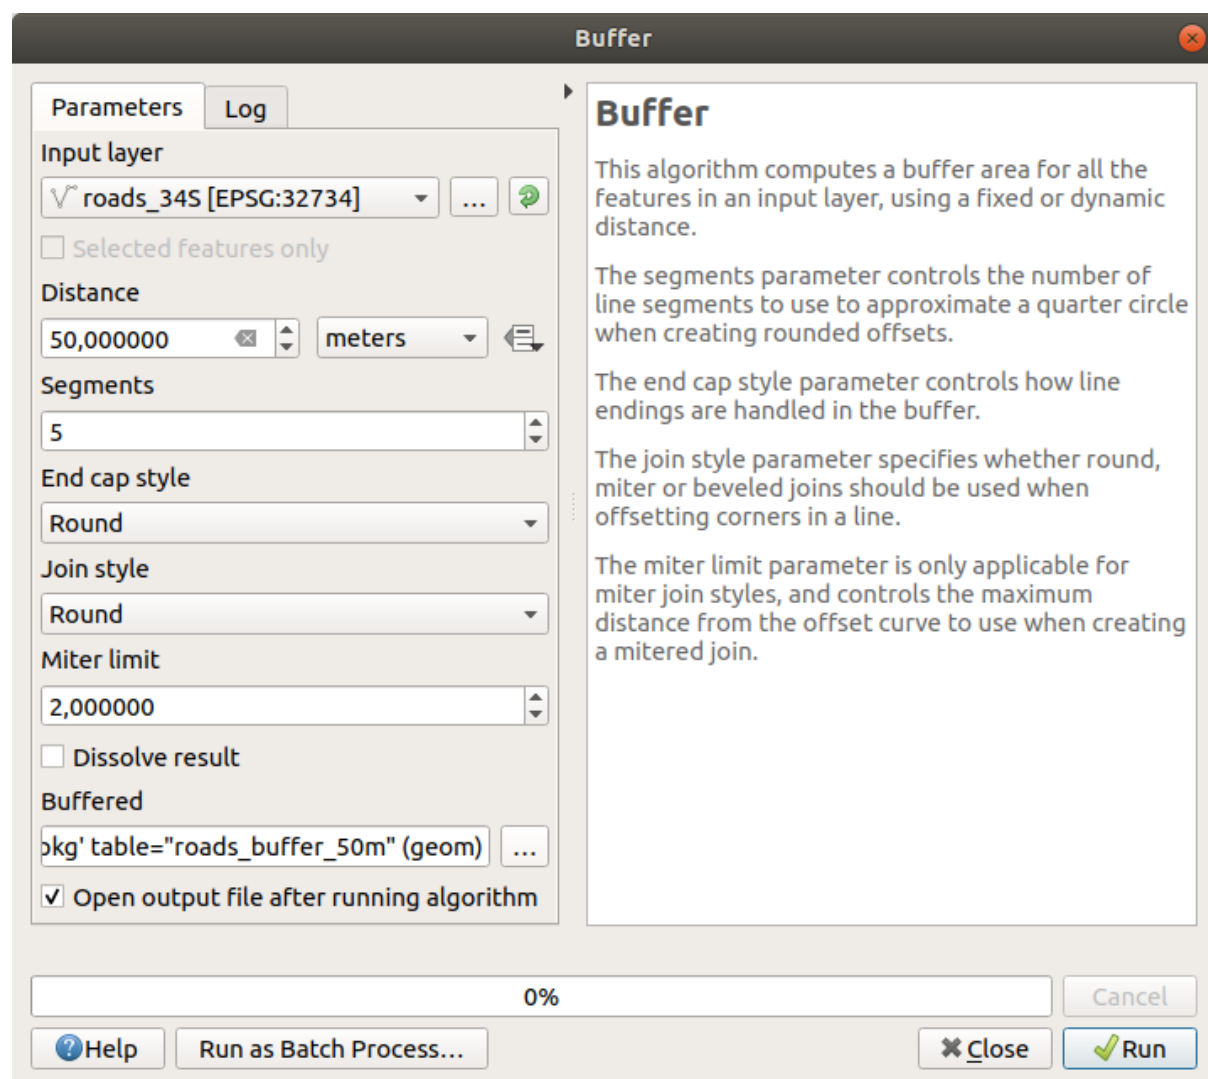 Buffer
Parameters
Log
Input layer
roads_34S [EPSG:32734]
...
Selected features only
Distance
50,000000
meters
Segments
5
End cap style
Round
Join style
Round
Miter limit
2,000000
Dissolve result
Buffered
okg' table="roads_buffer_50m" (geom)
...
Open output file after running algorithm
Buffer
This algorithm computes a buffer area for all the
features in an input layer, using a fixed or dynamic
distance.
The segments parameter controls the number of
line segments to use to approximate a quarter circle
when creating rounded offsets.
The end cap style parameter controls how line
endings are handled in the buffer.
The join style parameter specifies whether round,
miter or beveled joins should be used when
offsetting corners in a line.
The miter limit parameter is only applicable for
miter join styles, and controls the maximum
distance from the offset curve to use when creating
a mitered join.
0%
Cancel
Help
Run as Batch Process...
Close
Run